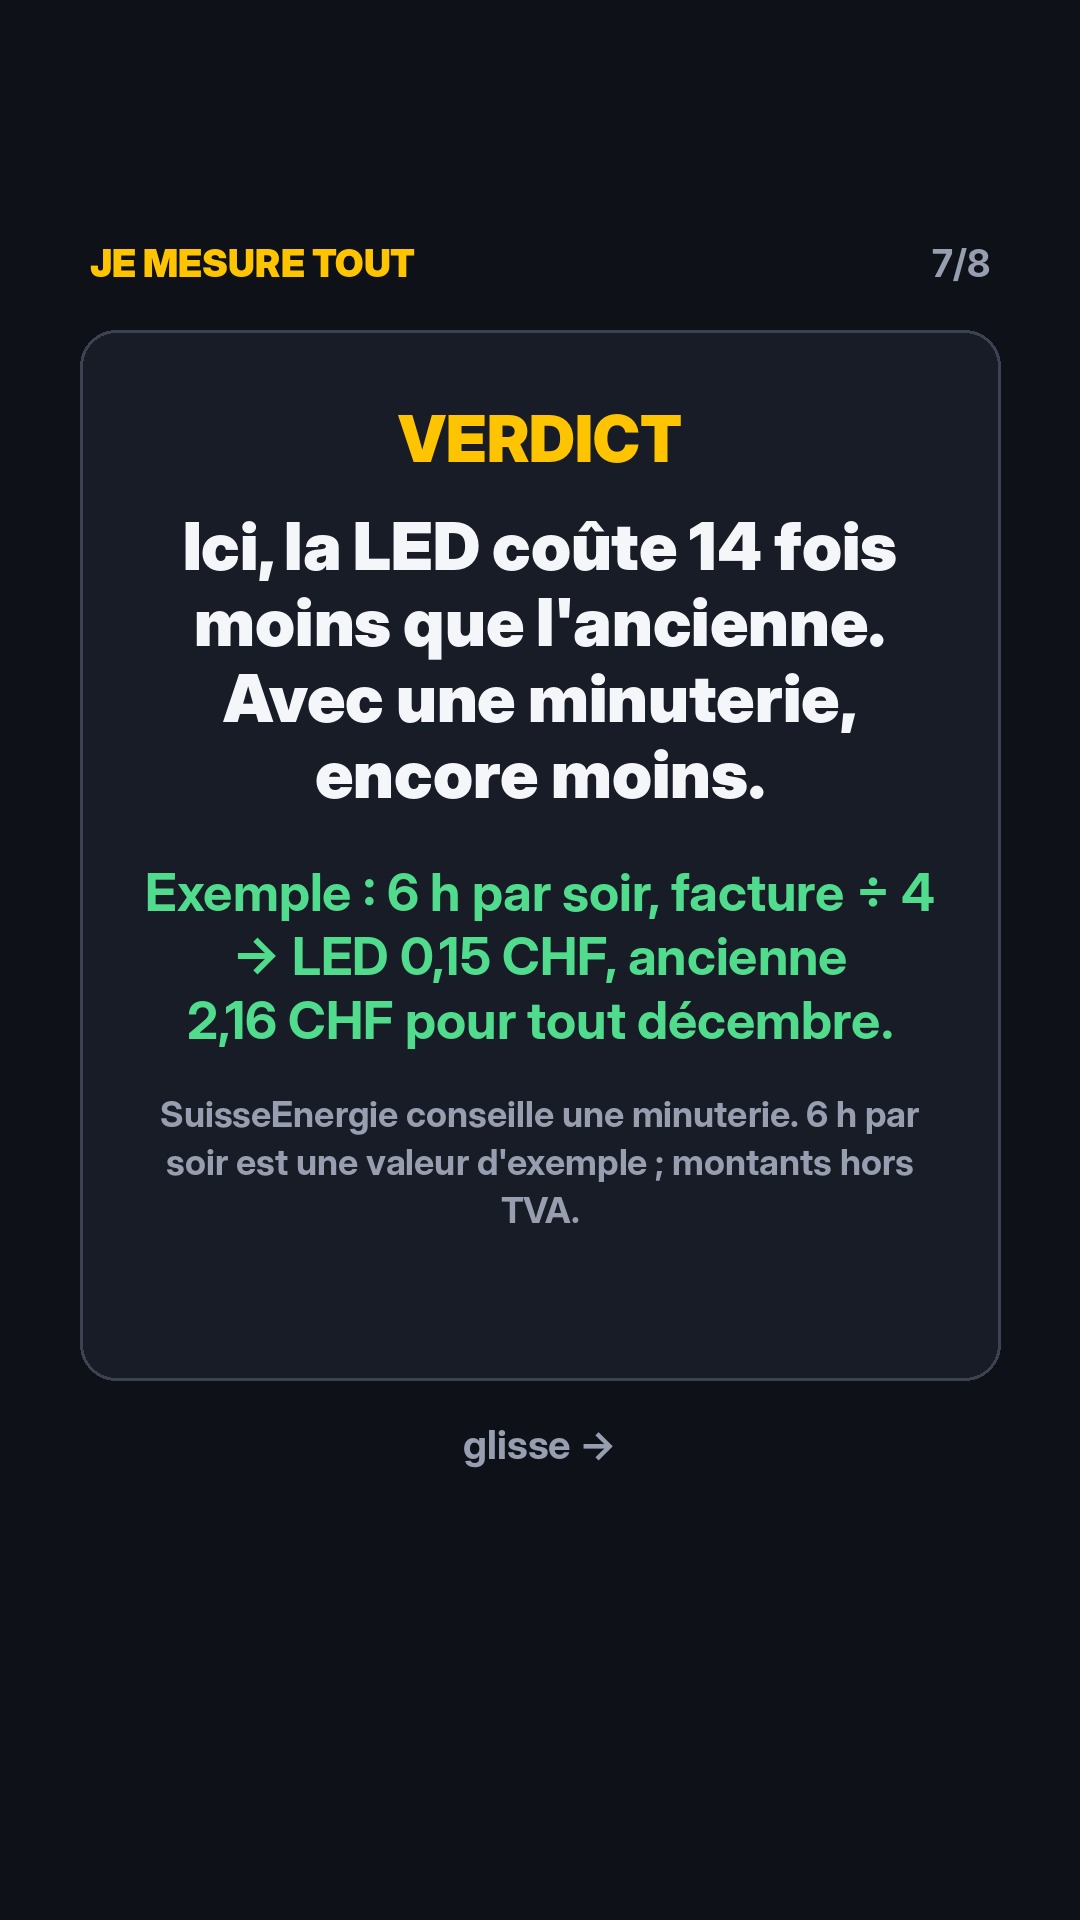 JE MESURE TOUT
7/8
VERDICT
Ici, la LED coûte 14 fois
moins que l'ancienne.
Avec une minuterie,
encore moins.
Exemple : 6 h par soir, facture ÷ 4
→ LED 0,15 CHF, ancienne
2,16 CHF pour tout décembre.
SuisseEnergie conseille une minuterie. 6 h par
soir est une valeur d'exemple ; montants hors
TVA.
glisse →